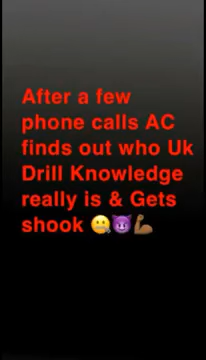 After a few
phone calls AC
finds out who Uk
Drill Knowledge
really is & Gets
shook 🤐😈💪🏾